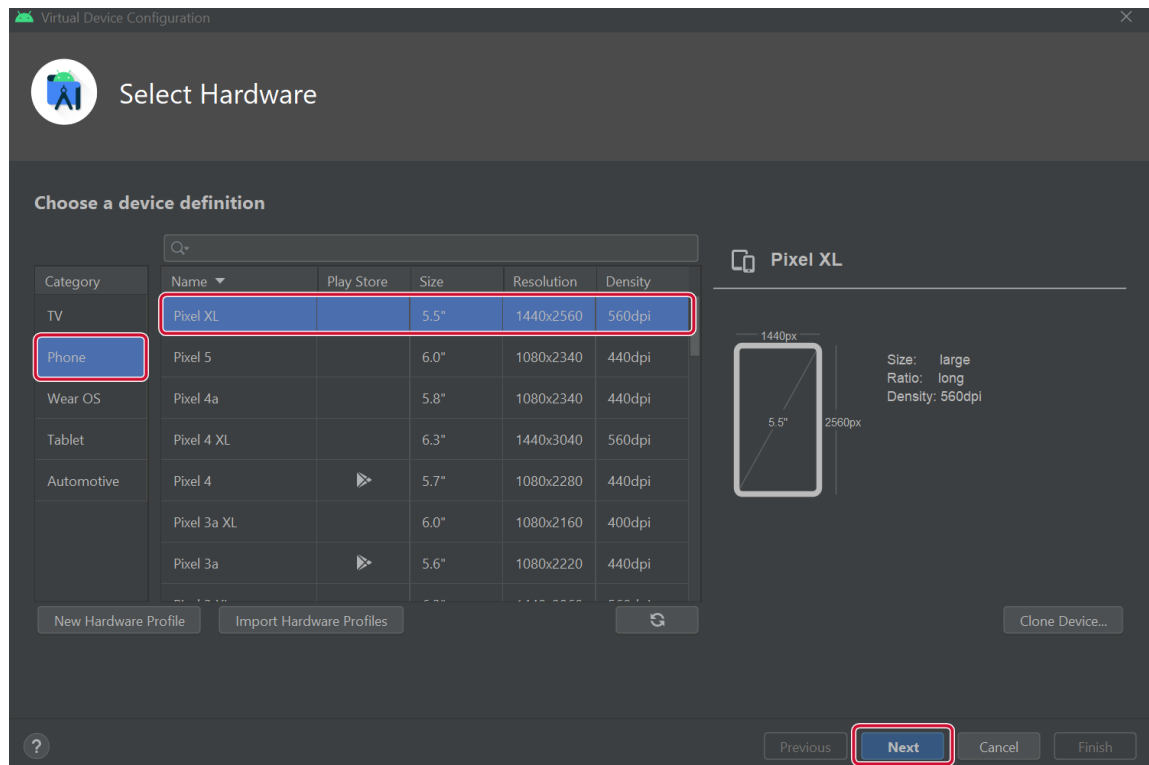 Virtual Device Configuration
Select Hardware
Choose a device definition
Category
TV
Phone
Wear OS
Tablet
Automotive
Name Play Store Size Resolution Density
Pixel XL 5.5" 1440x2560 560dpi
Pixel 5 6.0" 1080x2340 440dpi
Pixel 4a 5.8" 1080x2340 440dpi
Pixel 4 XL 6.3" 1440x3040 560dpi
Pixel 4 5.7" 1080x2280 440dpi
Pixel 3a XL 6.0" 1080x2160 400dpi
Pixel 3a 5.6" 1080x2220 440dpi
New Hardware Profile Import Hardware Profiles
Pixel XL
1440px
5.5" 2560px
Size: large
Ratio: long
Density: 560dpi
Clone Device...
? Previous Next Cancel Finish